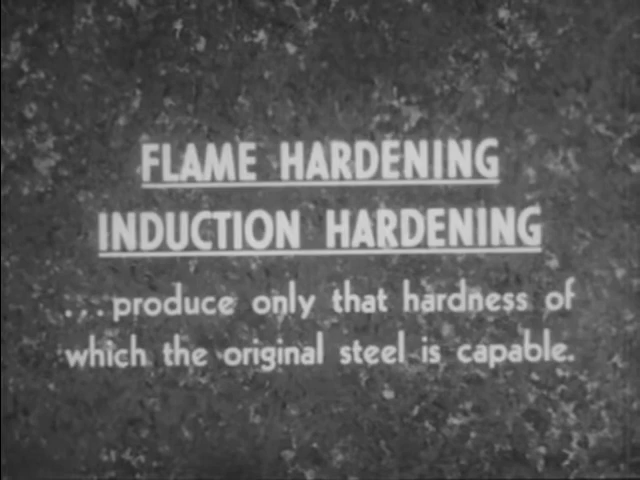 FLAME HARDENING
INDUCTION HARDENING
...produce only that hardness of
which the original steel is capable.